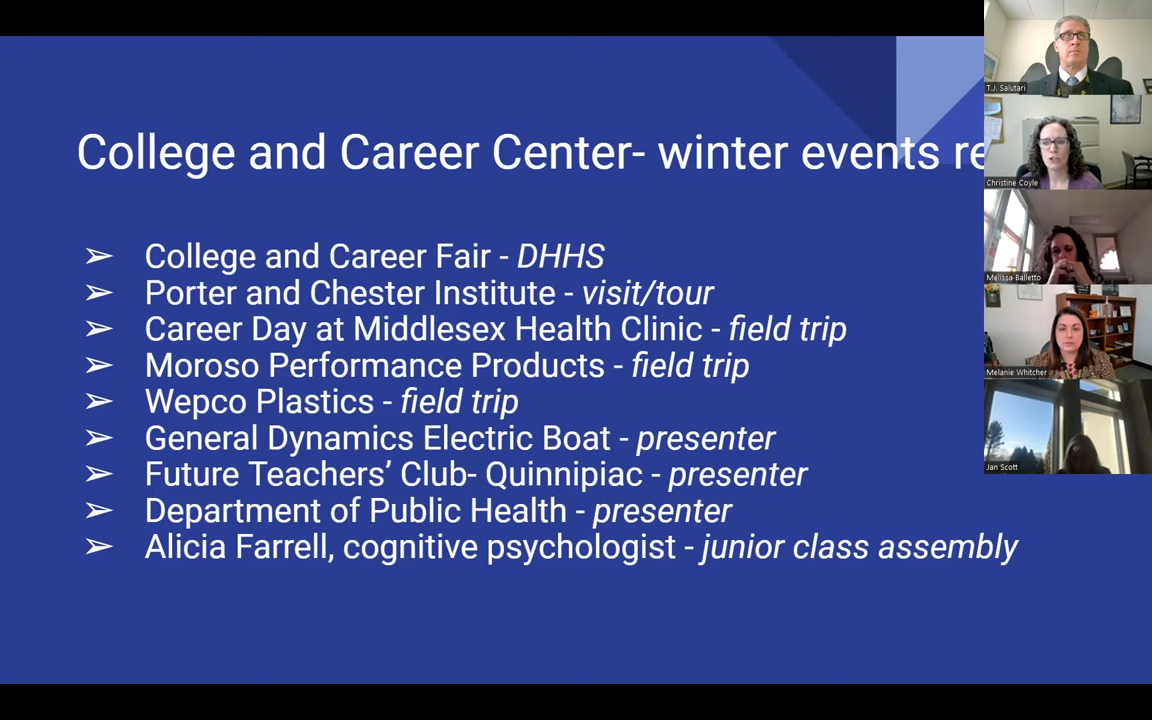 College and Career Center- winter events re
➢ College and Career Fair - DHHS
➢ Porter and Chester Institute - visit/tour
➢ Career Day at Middlesex Health Clinic - field trip
➢ Moroso Performance Products - field trip
➢ Wepco Plastics - field trip
➢ General Dynamics Electric Boat - presenter
➢ Future Teachers’ Club- Quinnipiac - presenter
➢ Department of Public Health - presenter
➢ Alicia Farrell, cognitive psychologist - junior class assembly
T.J. Salutari
Christine Coyle
Melissa Balletto
Melanie Whitcher
Jan Scott